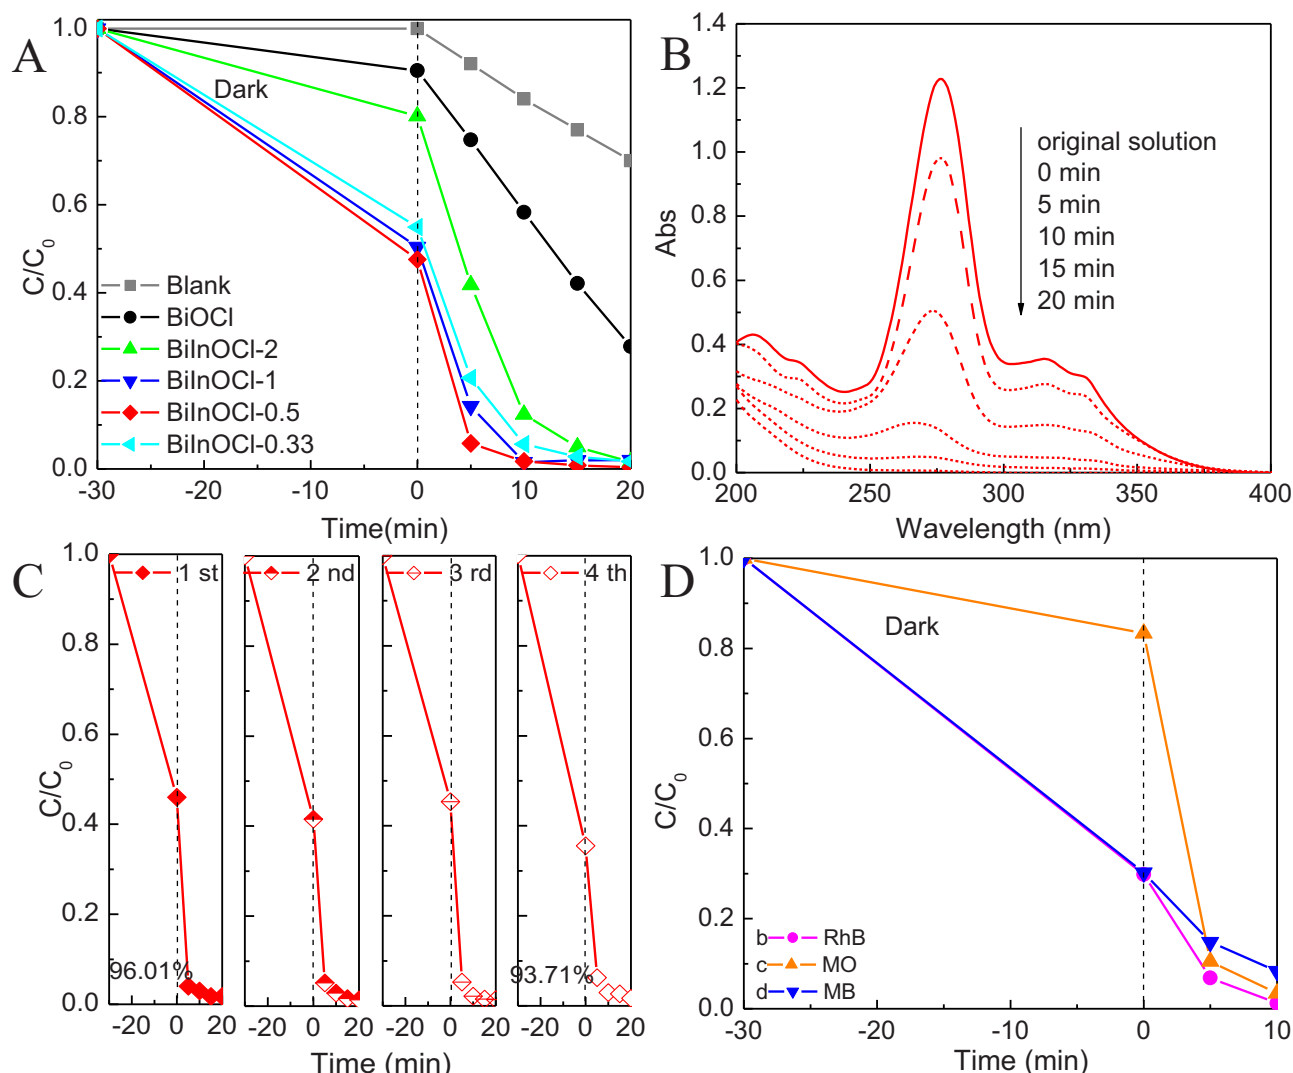 A
C/C0
1.0
0.8
0.6
0.4
0.2
0.0
Dark
Blank
BiOCl
BiInOCl-2
BiInOCl-1
BiInOCl-0.5
BiInOCl-0.33
-30 -20 -10 0 10 20
Time(min)
B
Abs
1.4
1.2
1.0
0.8
0.6
0.4
0.2
0.0
original solution
0 min
5 min
10 min
15 min
20 min
200 250 300 350 400
Wavelength (nm)
C
C/C0
1.0
0.8
0.6
0.4
0.2
0.0
1 st
2 nd
3 rd
4 th
96.01%
93.71%
-20 0 20 -20 0 20 -20 0 20 -20 0 20
Time (min)
D
C/C0
1.0
0.8
0.6
0.4
0.2
0.0
Dark
b RhB
c MO
d MB
-30 -20 -10 0 10
Time (min)